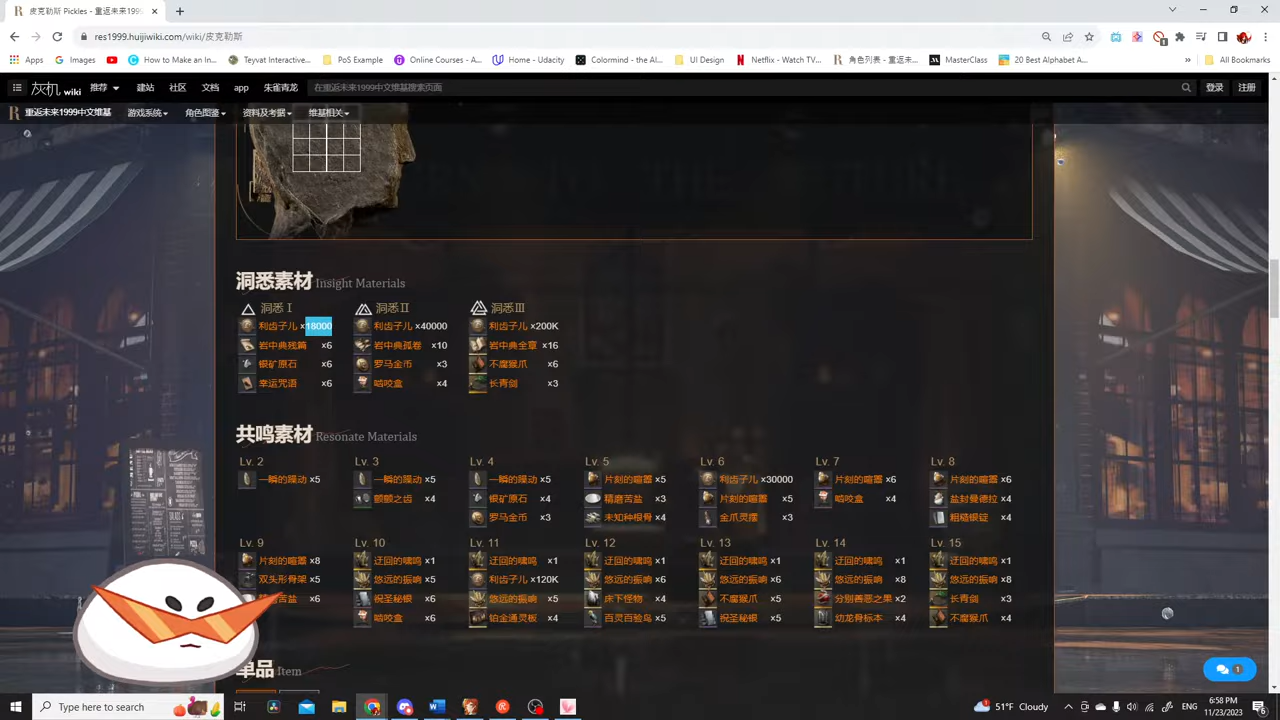 皮克勒斯 Pickles - 重返未来199
res1999.huijiwiki.com/wiki/皮克勒斯
Apps Images How to Make an In... Teyvat Interactive... PoS Example Online Courses - A... Home - Udacity Colormind - the AI... UI Design Netflix - Watch TV... 角色列表 - 重返未... MasterClass 20 Best Alphabet A... » All Bookmarks
灰机wiki 推荐 建站 社区 文档 app 朱雀青龙 在重返未来1999中文维基搜索页面 登录 注册
重返未来1999中文维基 游戏系统 角色图鉴 资料及考据 维基相关
洞悉素材 Insight Materials
洞悉 I 洞悉II 洞悉III
利齿子儿 ×18000 利齿子儿 ×40000 利齿子儿 ×200K
岩中典残篇 ×6 岩中典孤卷 ×10 岩中典全章 ×16
银矿原石 ×6 罗马金币 ×3 不腐猴爪 ×6
幸运咒语 ×6 啮咬盒 ×4 长青剑 ×3
共鸣素材 Resonate Materials
Lv. 2 Lv. 3 Lv. 4 Lv. 5 Lv. 6 Lv. 7 Lv. 8
一瞬的躁动 ×5 一瞬的躁动 ×5 一瞬的躁动 ×5 片刻的喧嚣 ×5 利齿子儿 ×30000 片刻的喧嚣 ×6 片刻的喧嚣 ×6
颤颤之齿 ×4 银矿原石 ×4 精磨苦盐 ×3 片刻的喧嚣 ×5 啮咬盒 ×4 盐封曼德拉 ×4
罗马金币 ×3 未知种根骨 ×4 金爪灵摆 ×3 粗糙银锭 ×4
Lv. 9 Lv. 10 Lv. 11 Lv. 12 Lv. 13 Lv. 14 Lv. 15
片刻的喧嚣 ×8 迂回的啸鸣 ×1 迂回的啸鸣 ×1 迂回的啸鸣 ×1 迂回的啸鸣 ×1 迂回的啸鸣 ×1 迂回的啸鸣 ×1
双头形骨架 ×5 悠远的振响 ×5 利齿子儿 ×120K 悠远的振响 ×6 悠远的振响 ×6 悠远的振响 ×8 悠远的振响 ×8
苦盐 ×6 祝圣秘银 ×6 悠远的振响 ×5 床下怪物 ×4 不腐猴爪 ×5 分别善恶之果 ×2 长青剑 ×3
啮咬盒 ×6 铂金通灵板 ×4 百灵百验鸟 ×5 祝圣秘银 ×5 幼龙骨标本 ×4 不腐猴爪 ×4
单品 Item
1
Type here to search 51°F Cloudy 6:58 PM
11/23/2023